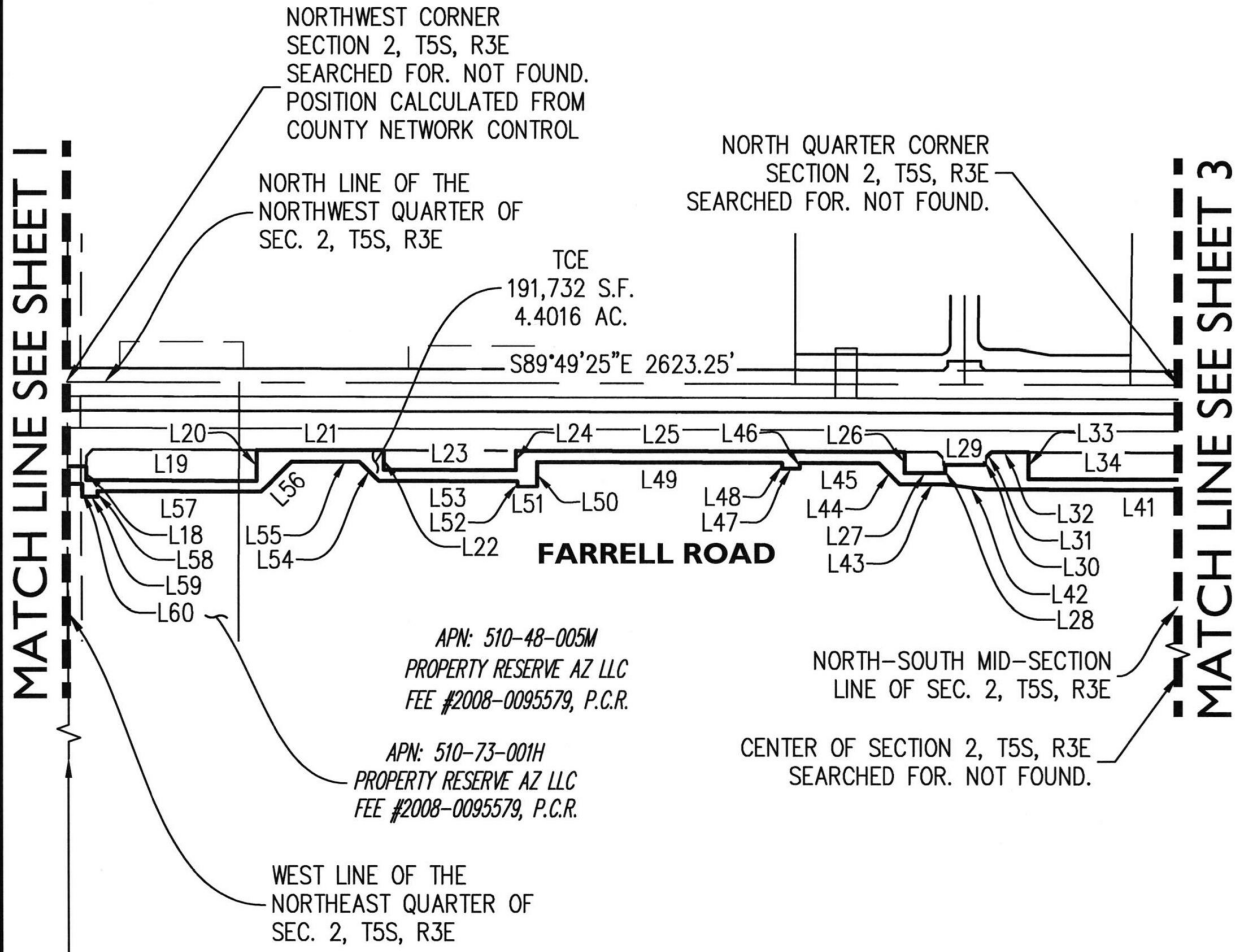 NORTHWEST CORNER
SECTION 2, T5S, R3E
SEARCHED FOR. NOT FOUND.
POSITION CALCULATED FROM
COUNTY NETWORK CONTROL
NORTH QUARTER CORNER
SECTION 2, T5S, R3E
SEARCHED FOR. NOT FOUND.
MATCH LINE SEE SHEET 1
MATCH LINE SEE SHEET 3
NORTH LINE OF THE
NORTHWEST QUARTER OF
SEC. 2, T5S, R3E
TCE
191,732 S.F.
4.4016 AC.
S89°49'25"E 2623.25'
L20
L21
L24
L25
L46
L26
L29
L33
L19
L23
L34
L57
L56
L53
L51
L50
L49
L48
L45
L41
L18
L55
L52
L47
L44
L32
L58
L54
L22
L27
L31
L59
L43
L30
L60
L42
L28
FARRELL ROAD
APN: 510-48-005M
PROPERTY RESERVE AZ LLC
FEE #2008-0095579, P.C.R.
APN: 510-73-001H
PROPERTY RESERVE AZ LLC
FEE #2008-0095579, P.C.R.
NORTH-SOUTH MID-SECTION
LINE OF SEC. 2, T5S, R3E
CENTER OF SECTION 2, T5S, R3E
SEARCHED FOR. NOT FOUND.
WEST LINE OF THE
NORTHEAST QUARTER OF
SEC. 2, T5S, R3E